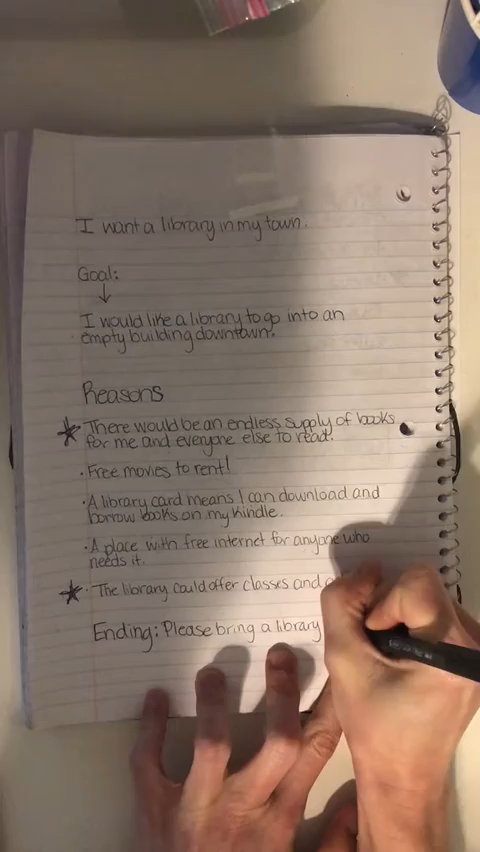 I want a library in my town.
Goal:
↓
I would like a library to go into an
empty building downtown.
Reasons
★ There would be an endless supply of books
for me and everyone else to read.
· Free movies to rent!
· A library card means I can download and
borrow books on my kindle.
· A place with free internet for anyone who
needs it.
★ · The library could offer classes and
Ending: Please bring a library